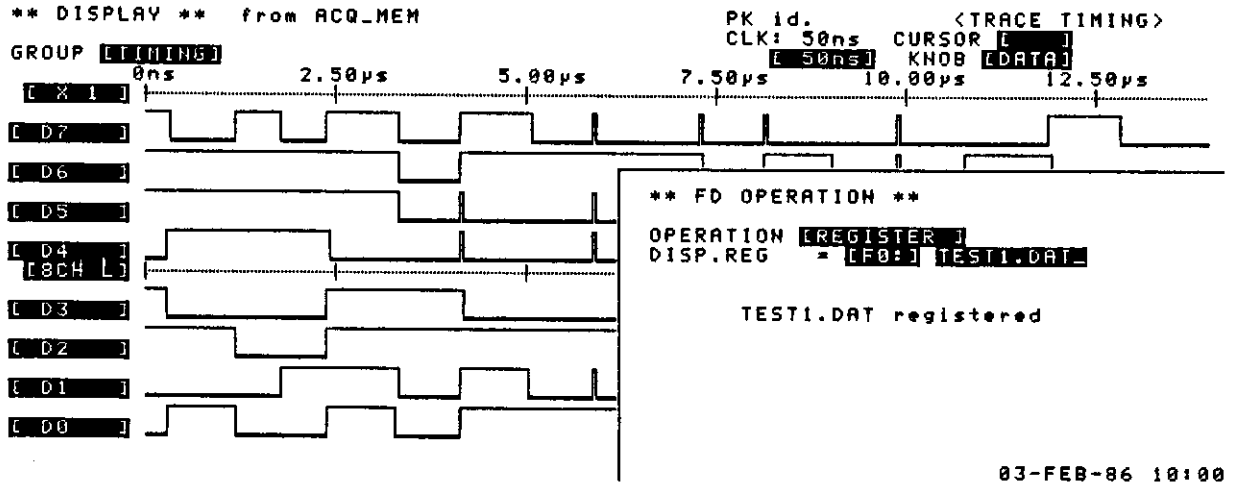 ** DISPLAY ** from ACQ_MEM PK id. <TRACE TIMING>
CLK: 50ns CURSOR [ ]
GROUP [TIMING] [ 50ns] KNOB [DATA]
0ns 2.50µs 5.00µs 7.50µs 10.00µs 12.50µs
[ X 1 ]
[ D7 ]
[ D6 ]
[ D5 ]
[ D4 ]
[8CH L]
[ D3 ]
[ D2 ]
[ D1 ]
[ D0 ]
** FD OPERATION **
OPERATION [REGISTER ]
DISP.REG = [F0:] TEST1.DAT_
TEST1.DAT registered
03-FEB-86 10:00